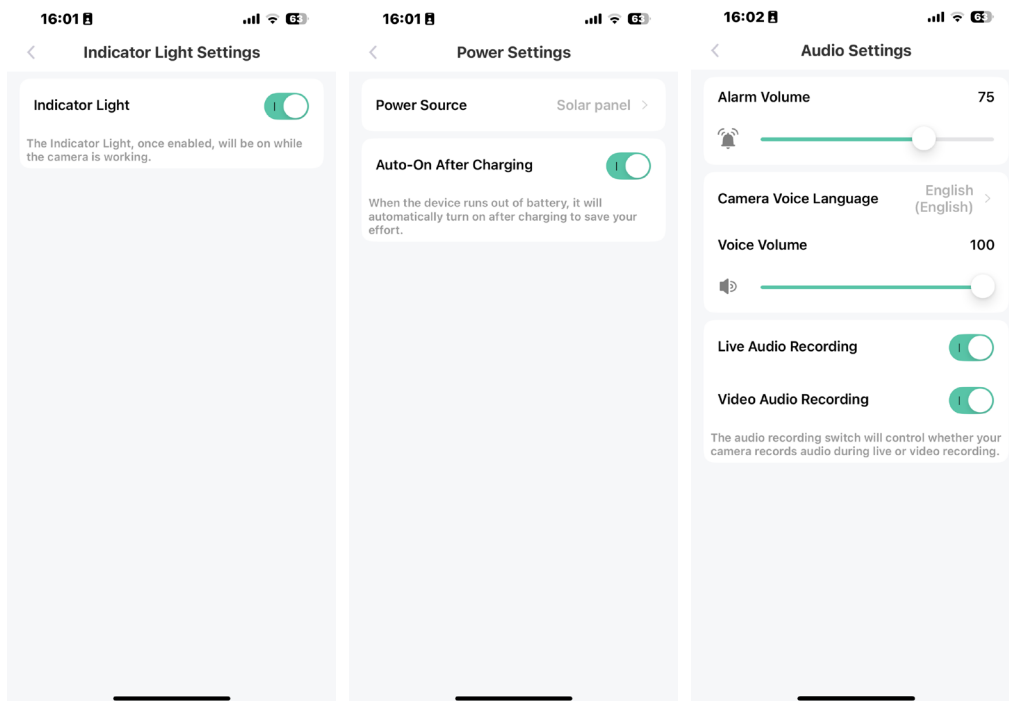 16:01
63
Indicator Light Settings
Indicator Light
The Indicator Light, once enabled, will be on while
the camera is working.
16:01
63
Power Settings
Power Source
Solar panel
Auto-On After Charging
When the device runs out of battery, it will
automatically turn on after charging to save your
effort.
16:02
63
Audio Settings
Alarm Volume
75
Camera Voice Language
English
(English)
Voice Volume
100
Live Audio Recording
Video Audio Recording
The audio recording switch will control whether your
camera records audio during live or video recording.